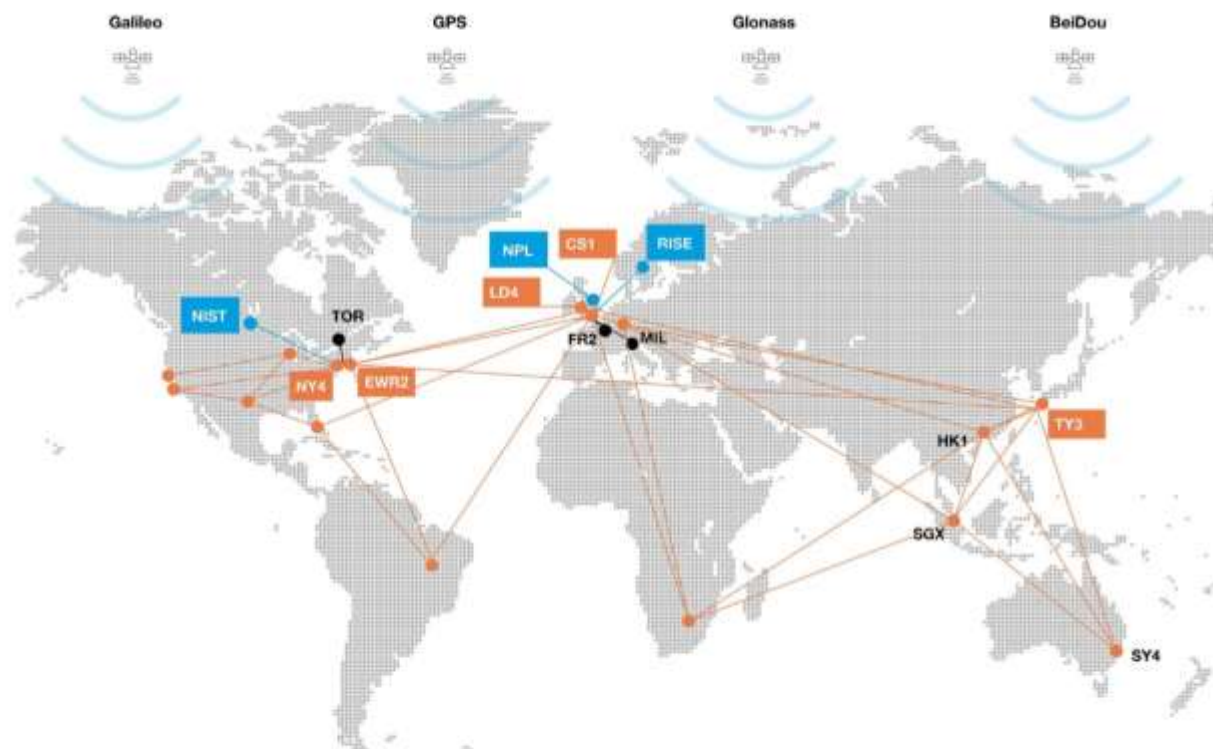 Galileo
GPS
Glonass
BeiDou
NPL
CS1
RISE
LD4
NIST
TOR
FR2
MIL
NY4
EWR2
TY3
HK1
SGX
SY4